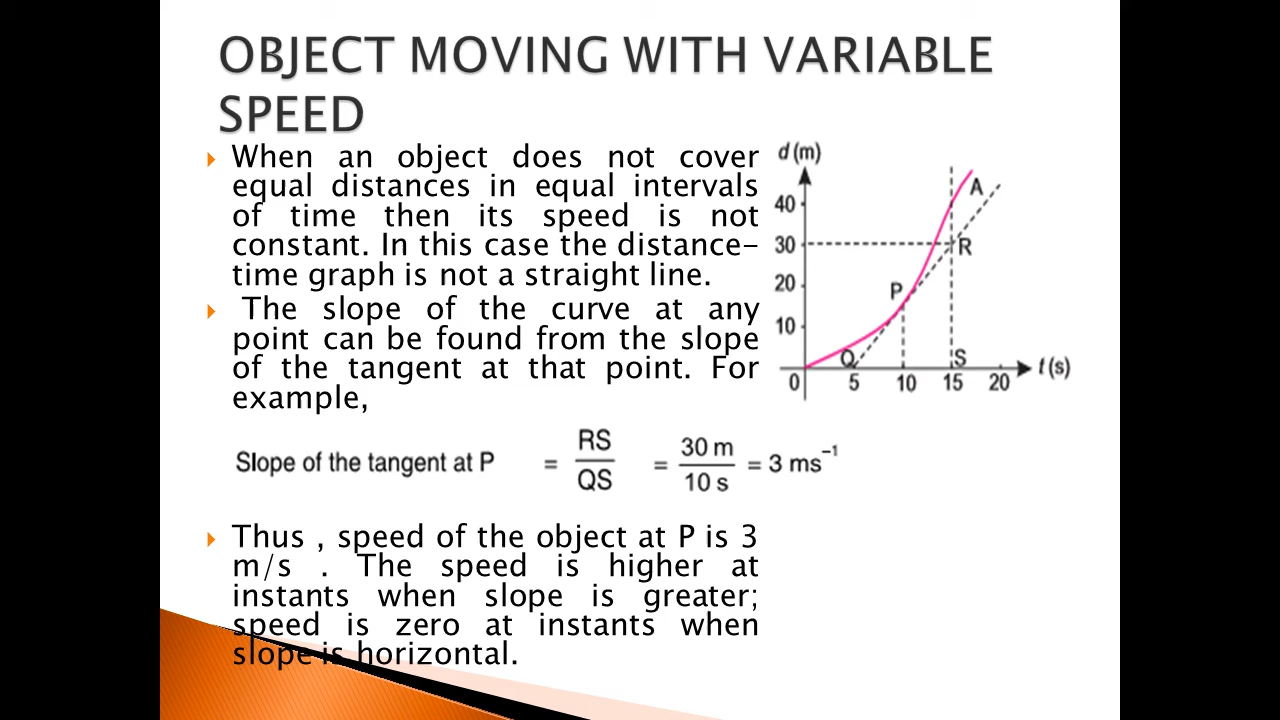 OBJECT MOVING WITH VARIABLE
SPEED
When an object does not cover
equal distances in equal intervals
of time then its speed is not
constant. In this case the distance-
time graph is not a straight line.
The slope of the curve at any
point can be found from the slope
of the tangent at that point. For
example,
d (m)
40
30
20
10
0
5
10
15
20
t (s)
A
R
P
Q
S
Slope of the tangent at P = RS/QS = 30 m/10 s = 3 ms⁻¹
Thus , speed of the object at P is 3
m/s . The speed is higher at
instants when slope is greater;
speed is zero at instants when
slope is horizontal.